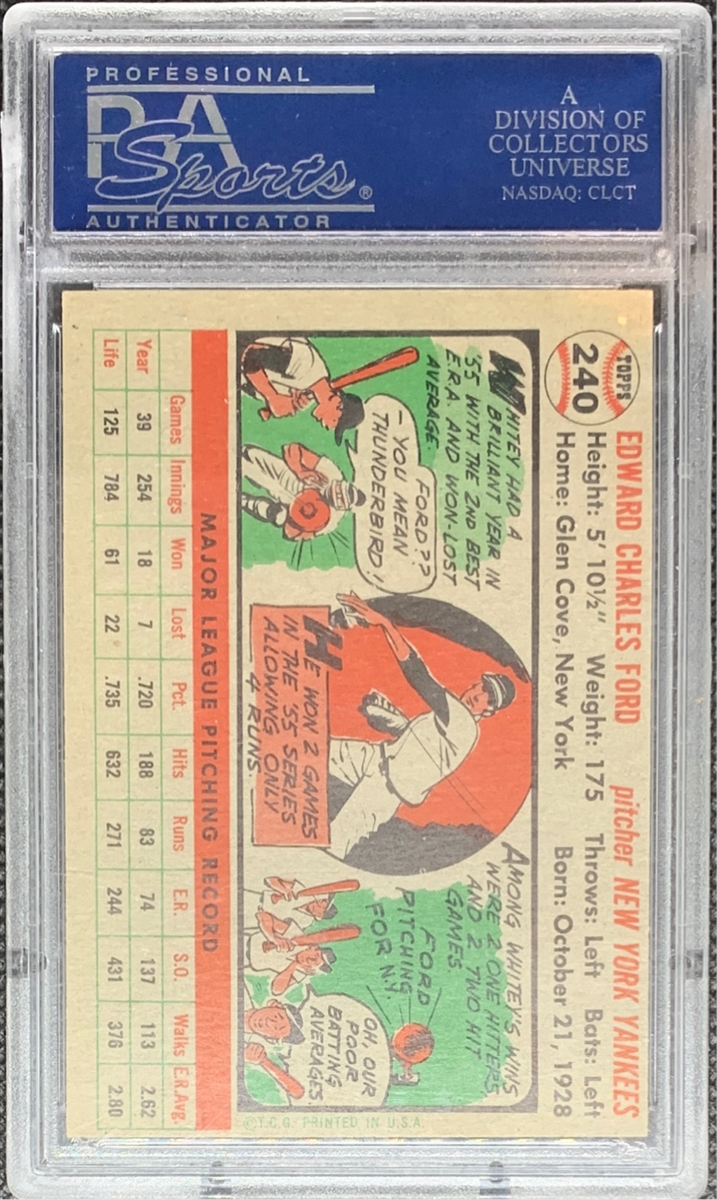 PROFESSIONAL
PSA
Sports®
AUTHENTICATOR
A
DIVISION OF
COLLECTORS
UNIVERSE
NASDAQ: CLCT
TOPPS
240
EDWARD CHARLES FORD pitcher NEW YORK YANKEES
Height: 5' 10½" Weight: 175 Throws: Left Bats: Left
Home: Glen Cove, New York Born: October 21, 1928
WHITEY HAD A
BRILLIANT YEAR IN
'55 WITH THE 2ND BEST
E.R.A. AND WON-LOST
AVERAGE.
FORD??
- YOU MEAN
THUNDERBIRD!
HE WON 2 GAMES
IN THE '55 SERIES
ALLOWING ONLY
4 RUNS.
AMONG WHITEY'S WINS
WERE 2 ONE HITTERS
AND 2 TWO HIT
GAMES
FORD
PITCHING
FOR N.Y.
OH, OUR
POOR
BATTING
AVERAGES
MAJOR LEAGUE PITCHING RECORD
Games Innings Won Lost Pct. Hits Runs E.R. S.O. Walks E.R.Avg.
Year 39 254 18 7 .720 188 83 74 137 113 2.62
Life 125 784 61 22 .735 632 271 244 431 376 2.80
©T.C.G. PRINTED IN U.S.A.